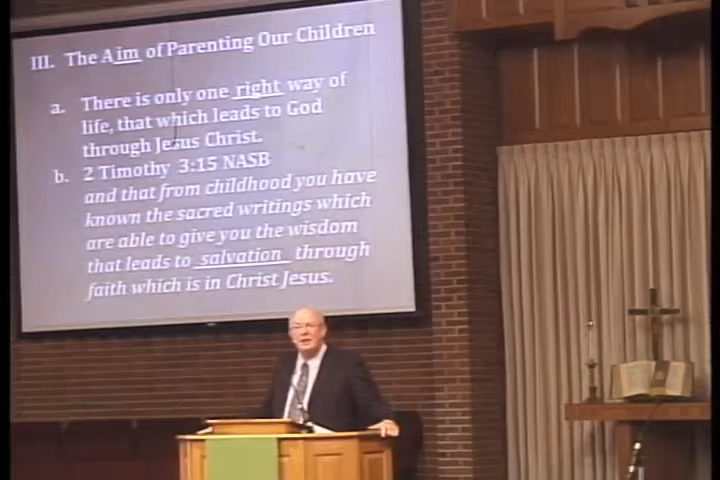 III. The Aim of Parenting Our Children
a. There is only one right way of
life, that which leads to God
through Jesus Christ.
b. 2 Timothy 3:15 NASB
and that from childhood you have
known the sacred writings which
are able to give you the wisdom
that leads to salvation through
faith which is in Christ Jesus.